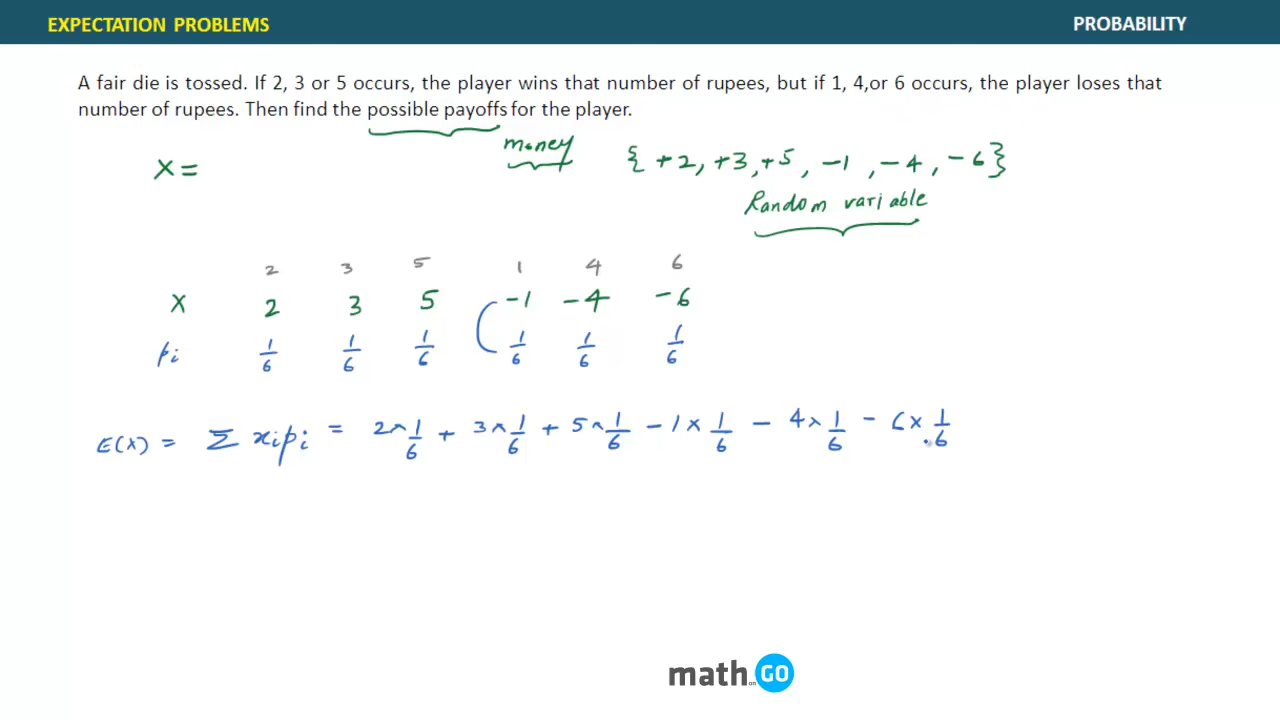 EXPECTATION PROBLEMS PROBABILITY
A fair die is tossed. If 2, 3 or 5 occurs, the player wins that number of rupees, but if 1, 4,or 6 occurs, the player loses that
number of rupees. Then find the possible payoffs for the player.
X = money { +2, +3, +5, -1, -4, -6}
Random variable
2 3 5 1 4 6
X 2 3 5 -1 -4 -6
pi 1/6 1/6 1/6 1/6 1/6 1/6
E(X) = Σ xipi = 2×1/6 + 3×1/6 + 5×1/6 - 1×1/6 - 4×1/6 - 6×1/6
math on GO